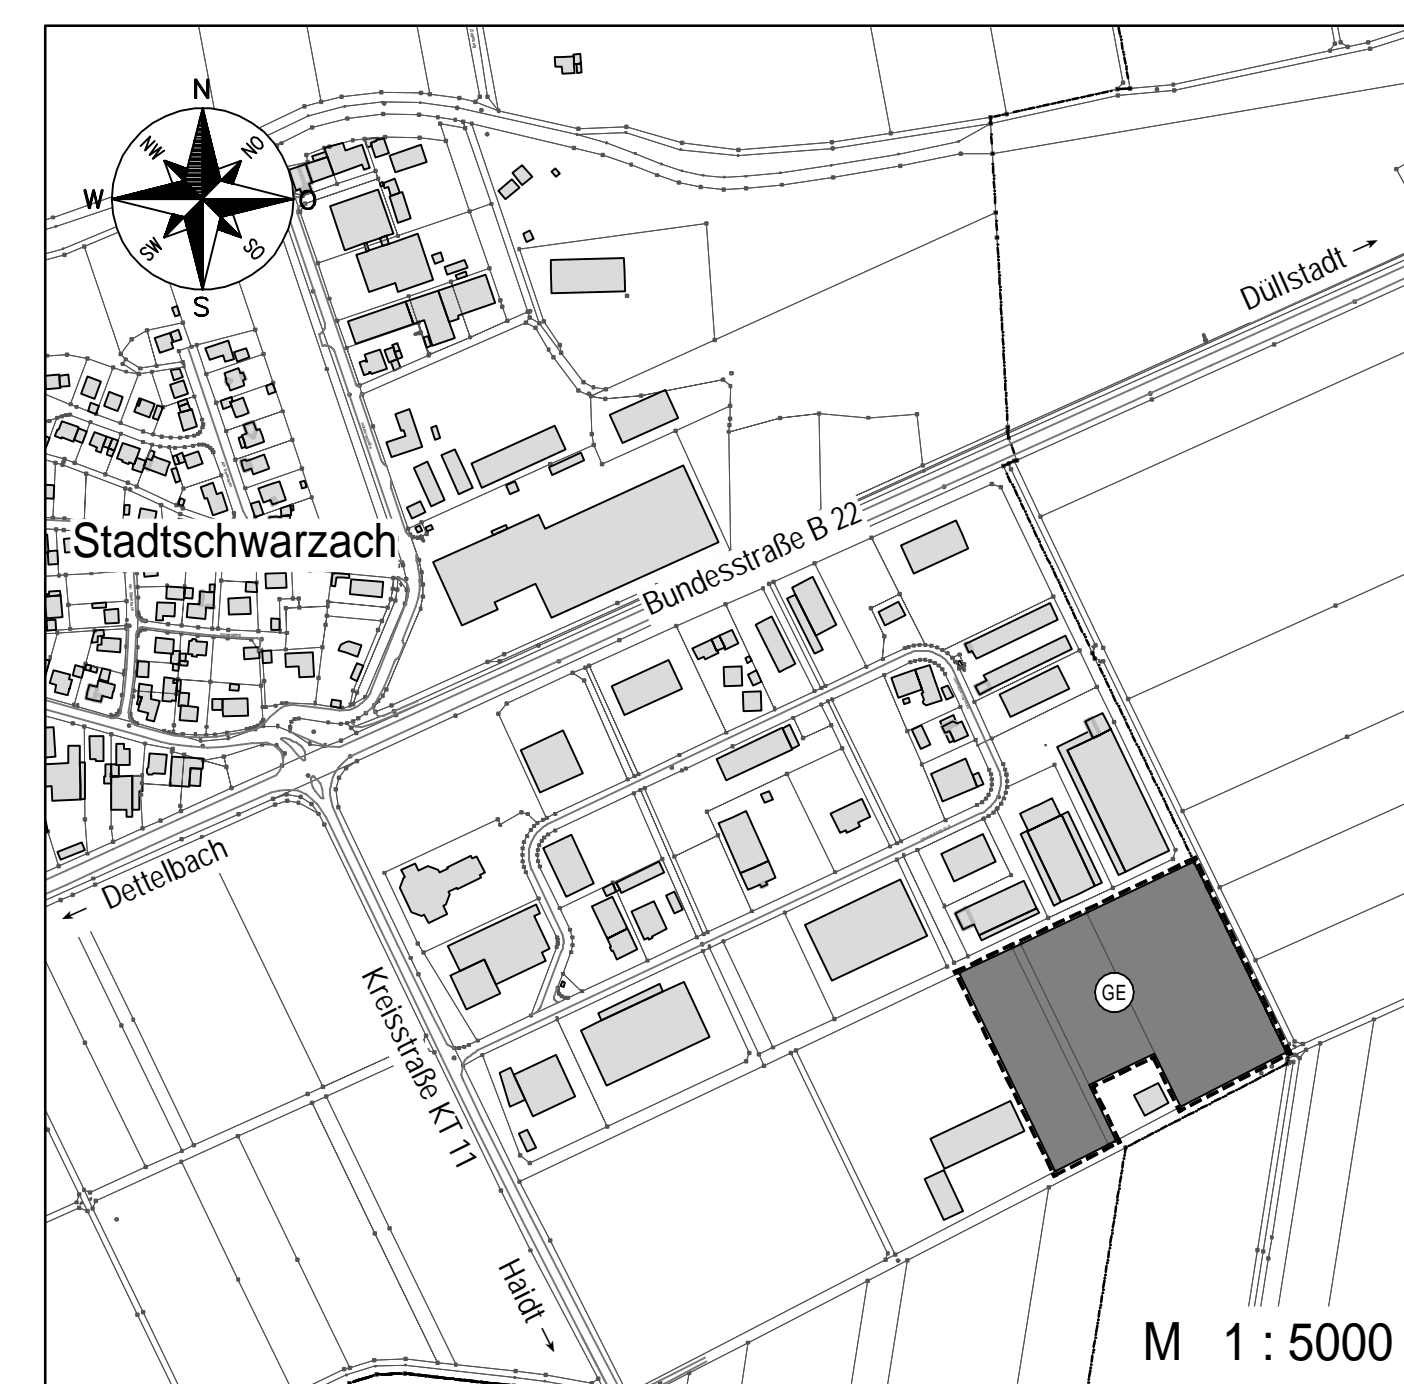 N
NW
NO
W
O
SW
SO
S
Düllstadt
Stadtschwarzach
Bundesstraße B 22
Dettelbach
Kreisstraße KT 11
GE
Haidt
M 1 : 5000